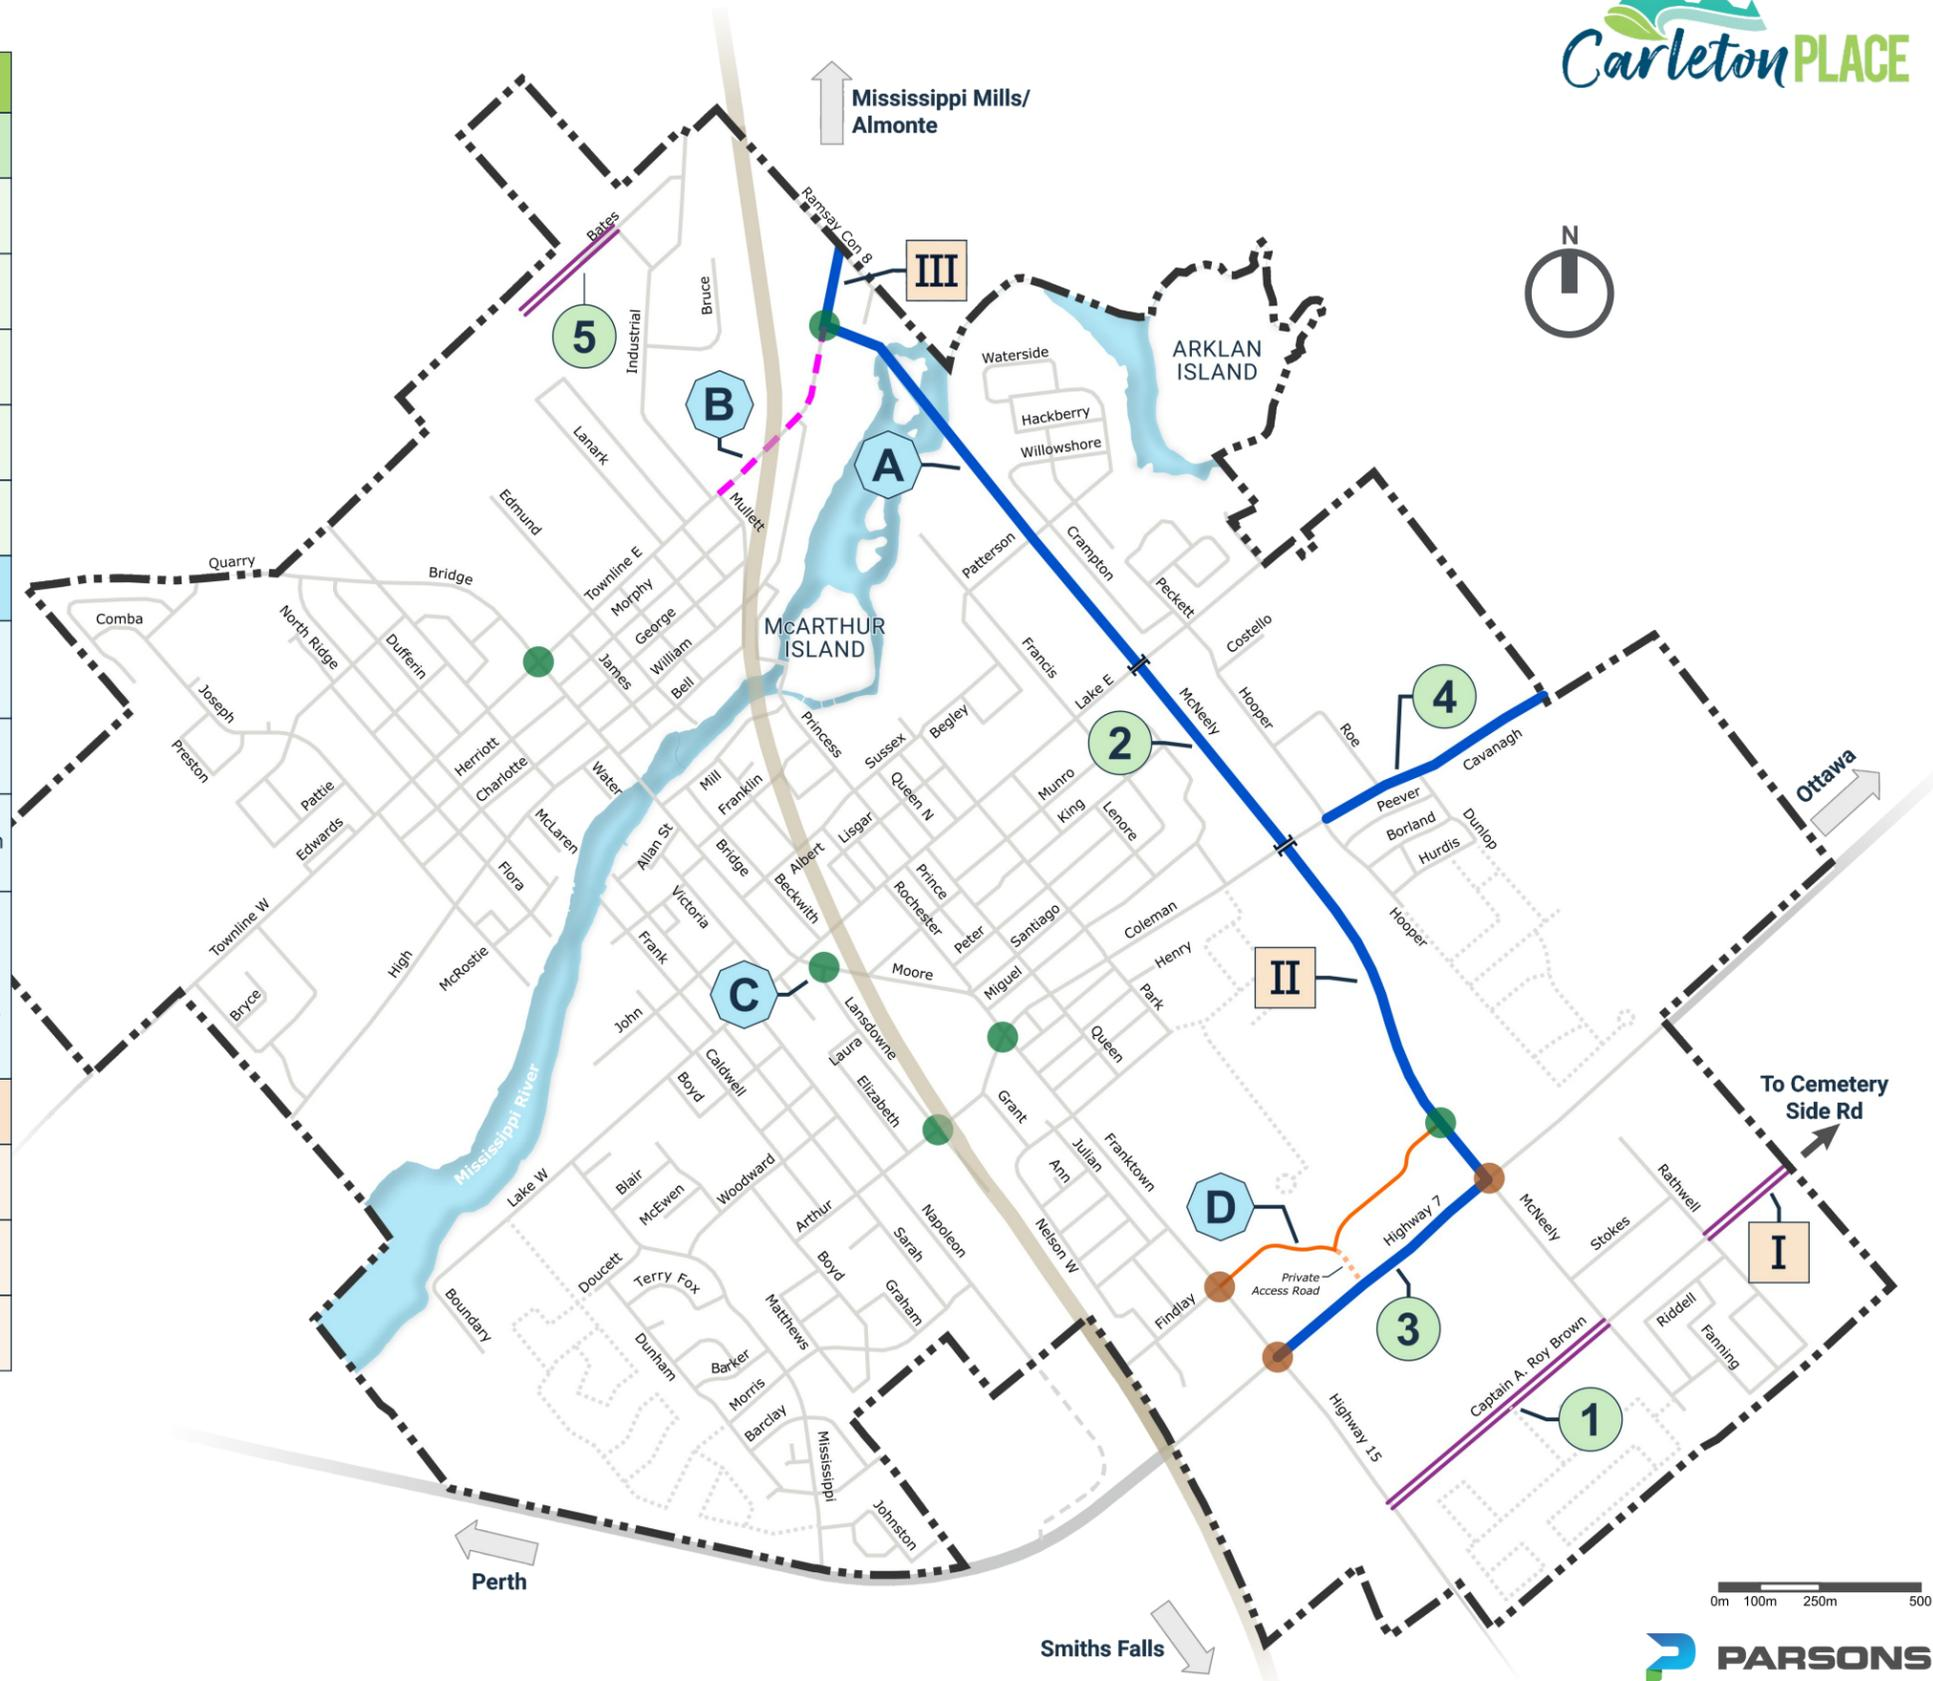 Carleton PLACE
Mississippi Mills/
Almonte
N
Ramsay Con 8
III
Bates
5
Bruce
Industrial
B
A
ARKLAN
ISLAND
Waterside
Hackberry
Willowshore
Lanark
Mullett
Edmund
Quarry
Bridge
Townline E
Morphy
George
William
Bell
James
Patterson
Crampton
Peckett
Costello
Comba
North Ridge
Dufferin
McARTHUR
ISLAND
Francis
Lake E
McNeely
Hooper
Roe
4
Cavanagh
2
Joseph
Preston
Pattie
Edwards
Herriott
Charlotte
Water
Princess
Sussex
Begley
Mill
Franklin
Queen N
Munro
King
Lenore
Peever
Borland
Hurdis
Dunlop
Ottawa
McLaren
Allan St
Bridge
Albert
Lisgar
Beckwith
Prince
Rochester
Flora
Victoria
Frank
Peter
Santiago
Coleman
Henry
Hooper
Townline W
High
McRostie
Bryce
C
Moore
Miguel
Park
II
John
Lansdowne
Laura
Queen
Caldwell
Boyd
Elizabeth
Grant
To Cemetery
Side Rd
Mississippi River
Lake W
Blair
McEwen
Woodward
Arthur
Julian
Ann
Franktown
D
Highway 7
McNeely
Rathwell
Stokes
I
Napoleon
Sarah
Nelson W
Boyd
Doucett
Terry Fox
Graham
Matthews
Findlay
Private
Access Road
3
Boundary
Dunham
Barker
Morris
Barclay
Riddell
Fanning
Captain A. Roy Brown
1
Highway 15
Mississippi
Johnston
Perth
Smiths Falls
0m 100m 250m 500
PARSONS